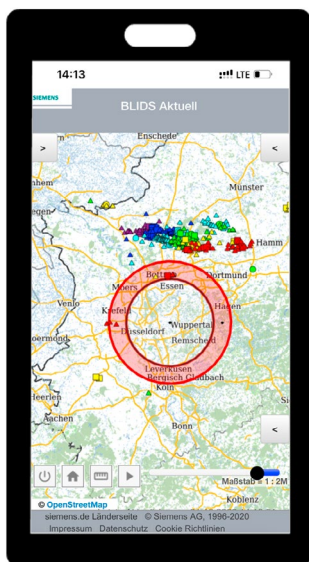 14:13 LTE
SIEMENS
BLIDS Aktuell
> <
Enschede
Munster
Hamm
Bottr
Dortmund
Essen
Moers
Hagen
Venlo
Krefeld
Wuppertal
Düsseldorf
Remscheid
Leverkusen
Bergisch Gladbach
Köln
Heerlen
Aachen
<
Bonn
Maßstab = 1 : 2M
Koblenz
© OpenStreetMap
siemens.de Länderseite © Siemens AG, 1996-2020
Impressum Datenschutz Cookie Richtlinien